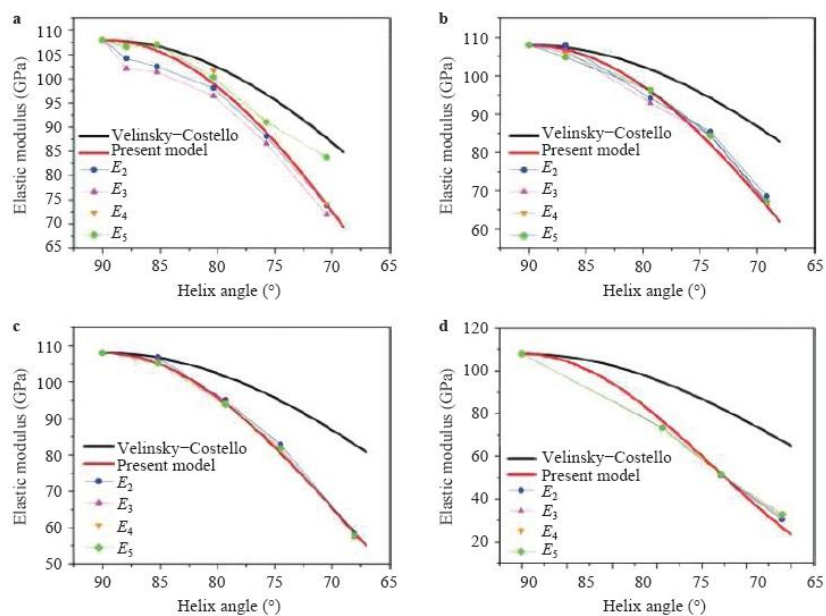 a
Elastic modulus (GPa)
110
105
100
95
90
85
80
75
70
65
Velinsky−Costello
Present model
E2
E3
E4
E5
90 85 80 75 70 65
Helix angle (°)
b
Elastic modulus (GPa)
110
100
90
80
70
60
Velinsky−Costello
Present model
E2
E3
E4
E5
90 85 80 75 70 65
Helix angle (°)
c
Elastic modulus (GPa)
110
100
90
80
70
60
50
Velinsky−Costello
Present model
E2
E3
E4
E5
90 85 80 75 70 65
Helix angle (°)
d
Elastic modulus (GPa)
120
100
80
60
40
20
Velinsky−Costello
Present model
E2
E3
E4
E5
90 85 79 75 70 65
Helix angle (°)